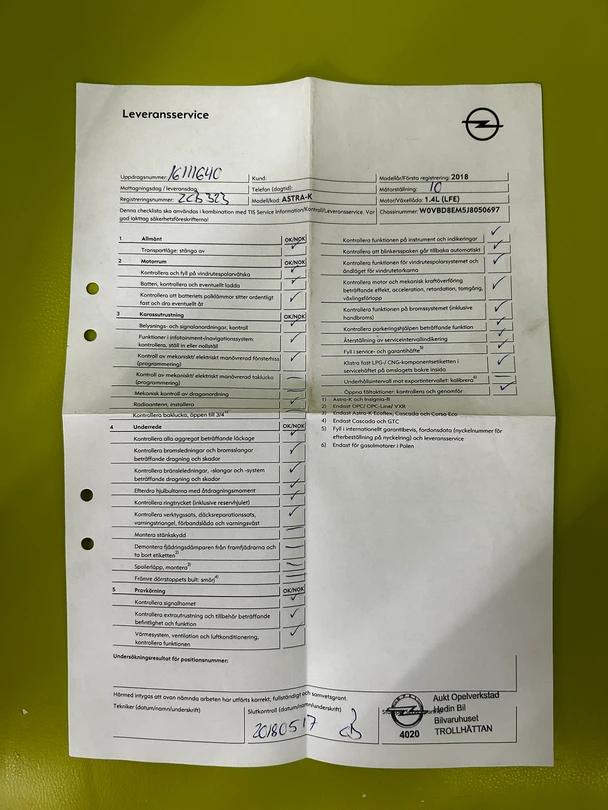 Leveransservice
Uppdragsnummer: 16111640
Kund:
Modellår/Första registrering: 2018
Mottagningsdag / leveransdag
Telefon (dagtid):
Mätarställning: 10
Registreringsnummer: ZCB 323
Modell/kod: ASTRA-K
Motor/Växellåda: 1.4L (LFE)
Denna checklista ska användas i kombination med TIS Service Information/Kontroll/Leveransservice. Var
god iakttag säkerhetsföreskrifterna!
Chassinummer: W0VBD8EM5J8050697
1 Allmänt OK/NOK
Transportläge: stänga av
2 Motorrum OK/NOK
Kontrollera och fyll på vindrutespolarvätska
Batteri, kontrollera och eventuellt ladda
Kontrollera att batteriets polklämmor sitter ordentligt
fast och dra eventuellt åt
3 Karossutrustning OK/NOK
Belysnings- och signalanordningar, kontroll
Funktioner i infotainment-/navigationssystem:
kontrollera, ställ in eller nollställ
Kontroll av mekaniskt/ elektriskt manövrerad fönsterhiss
(programmering)
Kontroll av mekaniskt/ elektriskt manövrerad taklucka
(programmering)
Mekanisk kontroll av draganordning
Radioantenn, installera
Kontrollera baklucka, öppen till 3/4
4 Underrede OK/NOK
Kontrollera alla aggregat beträffande läckage
Kontrollera bromsledningar och bromsslangar
beträffande dragning och skador
Kontrollera bränsleledningar, -slangar och -system
beträffande dragning och skador
Efterdra hjulbultarna med åtdragningsmoment
Kontrollera ringtrycket (inklusive reservhjulet)
Kontrollera verktygssats, däcksreparationssats,
varningstriangel, förbandslåda och varningsväst
Montera stänkskydd
Demontera fjädringsdämparen från framfjädrarna och
ta bort etiketten2)
Spoilerläpp, montera3)
Främre dörrstoppets bult: smörj4)
5 Provkörning OK/NOK
Kontrollera signalhornet
Kontrollera extrautrustning och tillbehör beträffande
befintlighet och funktion
Värmesystem, ventilation och luftkonditionering,
kontrollera funktionen
Kontrollera funktionen på instrument och indikeringar
Kontrollera att blinkersspaken går tillbaka automatiskt
Kontrollera funktionen för vindrutespolarsystemet och
ändläget för vindrutetorkarna
Kontrollera motor och mekanisk kraftöverföring
beträffande effekt, acceleration, retardation, tomgång,
växlingsförlopp
Kontrollera funktionen på bromssystemet (inklusive
handbroms)
Kontrollera parkeringshjälpen beträffande funktion
Återställning av serviceintervallindikering
Fyll i service- och garantihäfte5)
Klistra fast LPG-/ CNG-komponentsetiketten i
servicehäftet på omslagets bakre insida
Underhållsintervall mot exportintervallet: kalibrera6)
Öppna fältaktioner: kontrollera och genomför
1) Astra-K och Insignia-B
2) Endast OPC/ OPC-Line/ VXR
3) Endast Astra-K Ecoflex, Cascada och Corsa Eco
4) Endast Cascada och GTC
5) Fyll i internationellt garantibevis, fordonsdata (nyckelnummer för
efterbeställning på nyckelring) och leveransservice
6) Endast för gasolmotorer i Polen
Undersökningsresultat för positionsnummer:
Härmed intygas att ovan nämnda arbeten har utförts korrekt, fullständigt och samvetsgrant.
Tekniker (datum/namn/underskrift)
Slutkontroll (datum/namn/underskrift)
20180517
OPEL
4020
Aukt Opelverkstad
Hedin Bil
Bilvaruhuset
TROLLHÄTTAN